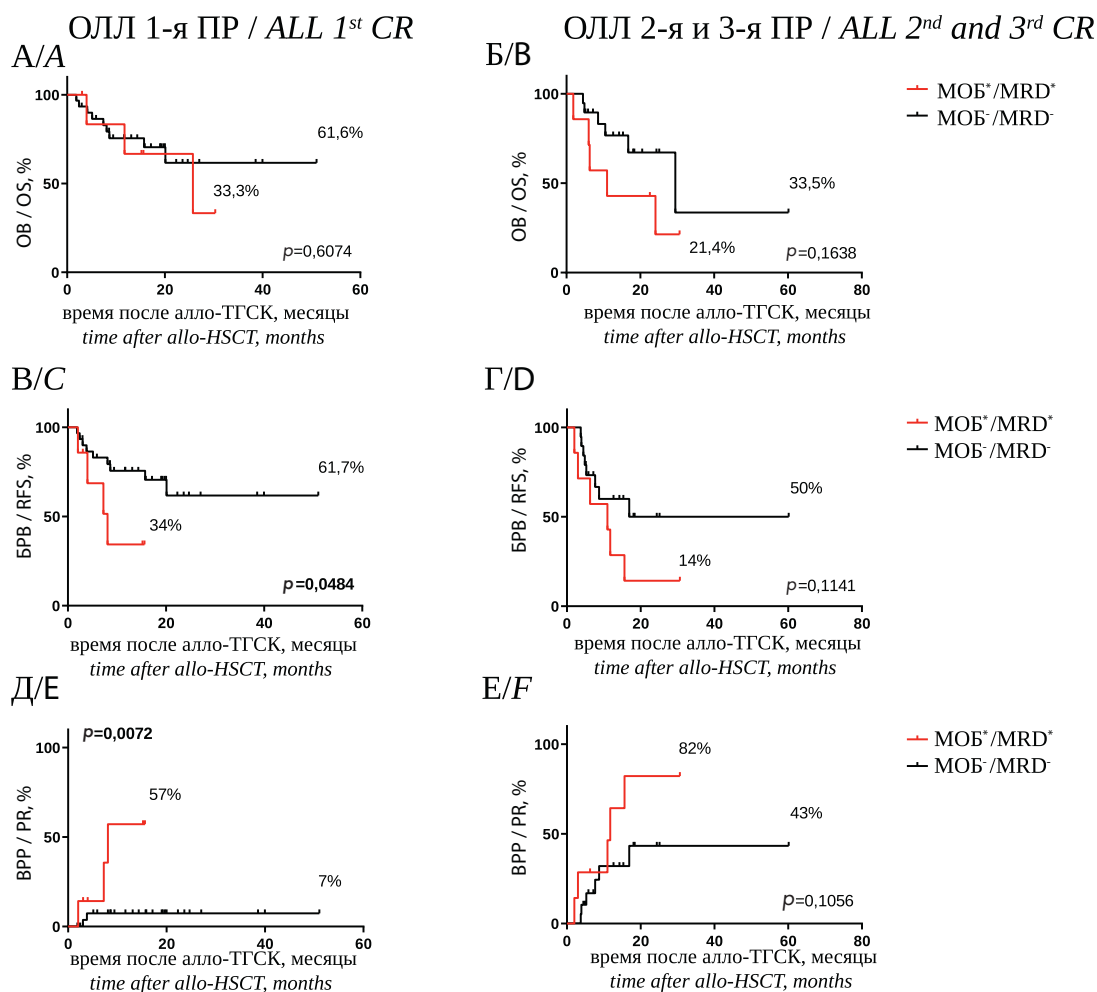 ОЛЛ 1-я ПР / ALL 1st CR
ОЛЛ 2-я и 3-я ПР / ALL 2nd and 3rd CR
А/A
100
50
0
ОВ / OS, %
61,6%
33,3%
p=0,6074
0 20 40 60
время после алло-ТГСК, месяцы
time after allo-HSCT, months
Б/B
100
50
0
ОВ / OS, %
33,5%
21,4%
p=0,1638
0 20 40 60 80
время после алло-ТГСК, месяцы
time after allo-HSCT, months
МОБ*/MRD*
МОБ-/MRD-
В/C
100
50
0
БРВ / RFS, %
61,7%
34%
p=0,0484
0 20 40 60
время после алло-ТГСК, месяцы
time after allo-HSCT, months
Г/D
100
50
0
БРВ / RFS, %
50%
14%
p=0,1141
0 20 40 60 80
время после алло-ТГСК, месяцы
time after allo-HSCT, months
МОБ*/MRD*
МОБ-/MRD-
Д/E
p=0,0072
100
50
0
ВРР / PR, %
57%
7%
0 20 40 60
время после алло-ТГСК, месяцы
time after allo-HSCT, months
Е/F
100
50
0
ВРР / PR, %
82%
43%
p=0,1056
0 20 40 60 80
время после алло-ТГСК, месяцы
time after allo-HSCT, months
МОБ*/MRD*
МОБ-/MRD-